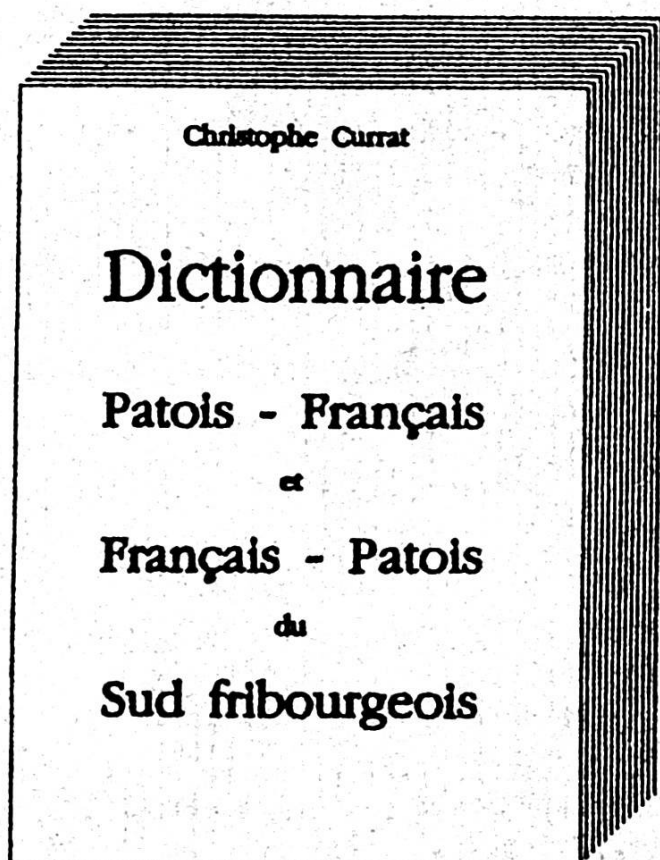 Christophe Currat
Dictionnaire
Patois - Français
et
Français - Patois
du
Sud fribourgeois